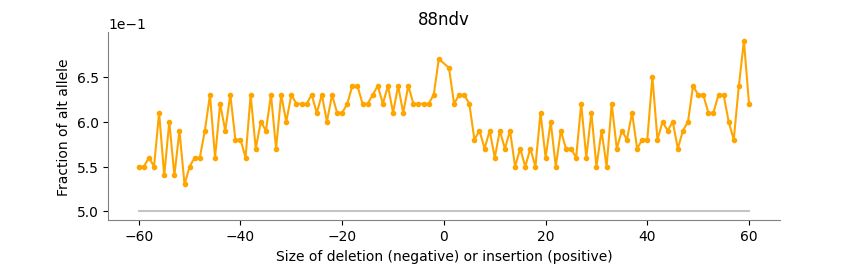 88ndv
1e−1
6.5
6.0
5.5
5.0
Fraction of alt allele
−60 −40 −20 0 20 40 60
Size of deletion (negative) or insertion (positive)